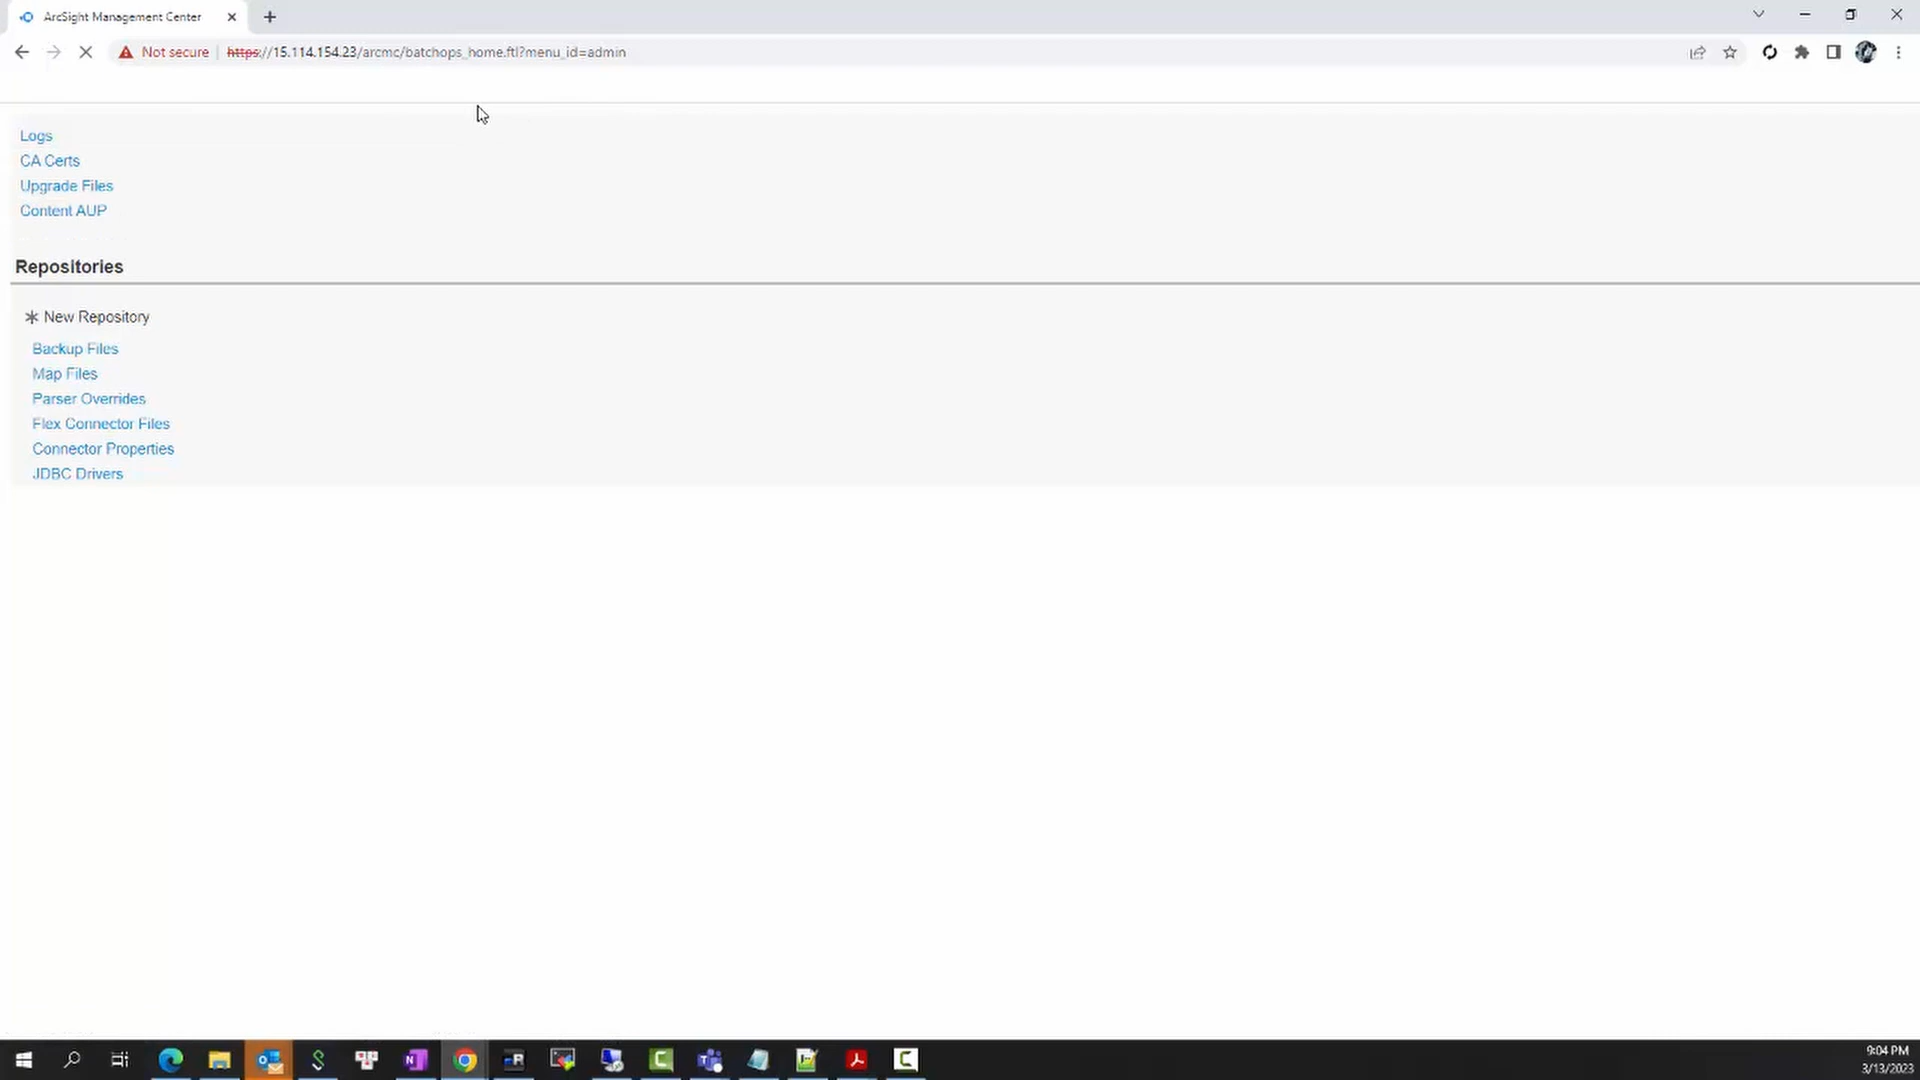 ArcSight Management Center
Not secure | https://15.114.154.23/arcmc/batchops_home.ftl?menu_id=admin
Logs
CA Certs
Upgrade Files
Content AUP
Repositories
New Repository
Backup Files
Map Files
Parser Overrides
Flex Connector Files
Connector Properties
JDBC Drivers
9:04 PM
3/13/2023